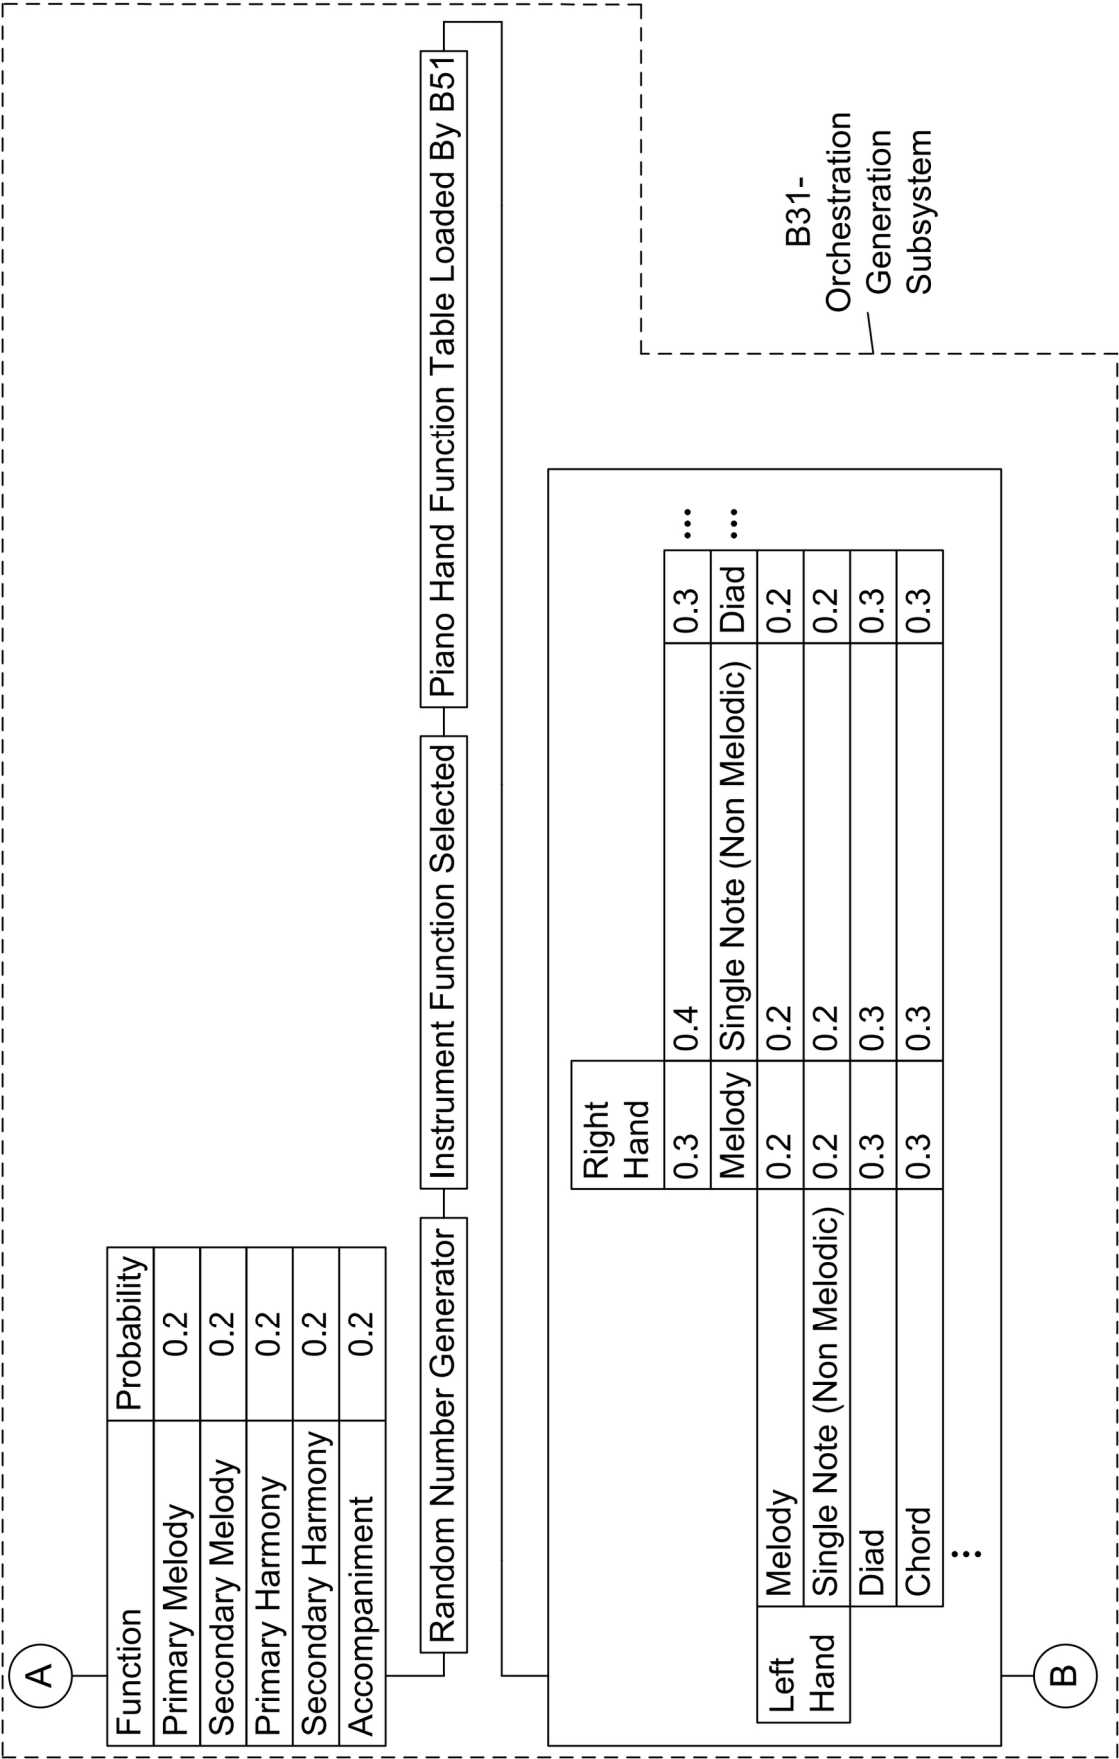 A
Function Probability
Primary Melody 0.2
Secondary Melody 0.2
Primary Harmony 0.2
Secondary Harmony 0.2
Accompaniment 0.2
Random Number Generator
Instrument Function Selected
Piano Hand Function Table Loaded By B51
Right
Hand
0.3 0.4 0.3 ...
Melody Single Note (Non Melodic) Diad ...
Left
Hand
Melody 0.2 0.2 0.2
Single Note (Non Melodic) 0.2 0.2 0.2
Diad 0.3 0.3 0.3
Chord 0.3 0.3 0.3
...
B31-
Orchestration
Generation
Subsystem
B